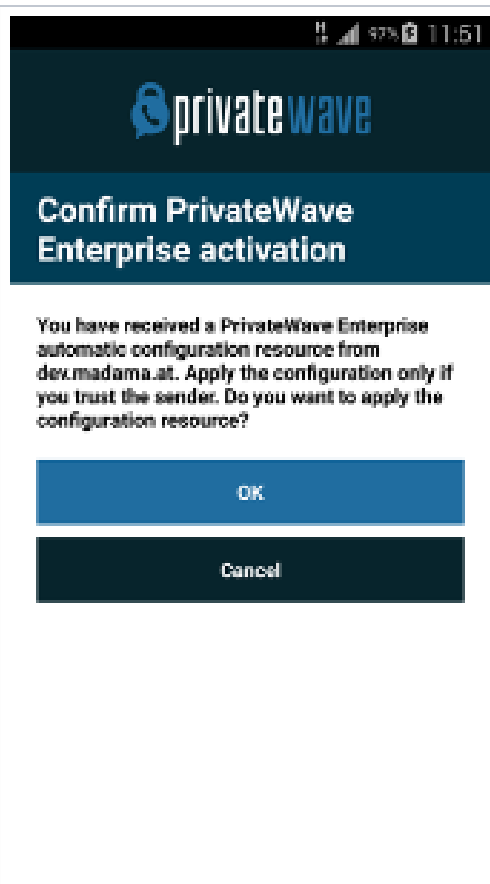 97% 11:51
privatewave
Confirm PrivateWave
Enterprise activation
You have received a PrivateWave Enterprise
automatic configuration resource from
dev.madama.at. Apply the configuration only if
you trust the sender. Do you want to apply the
configuration resource?
OK
Cancel